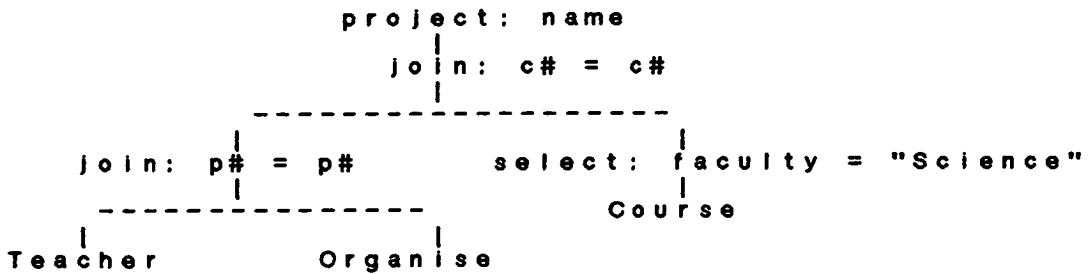 project: name
join: c# = c#
join: p# = p# select: faculty = "Science"
Course
Teacher Organise